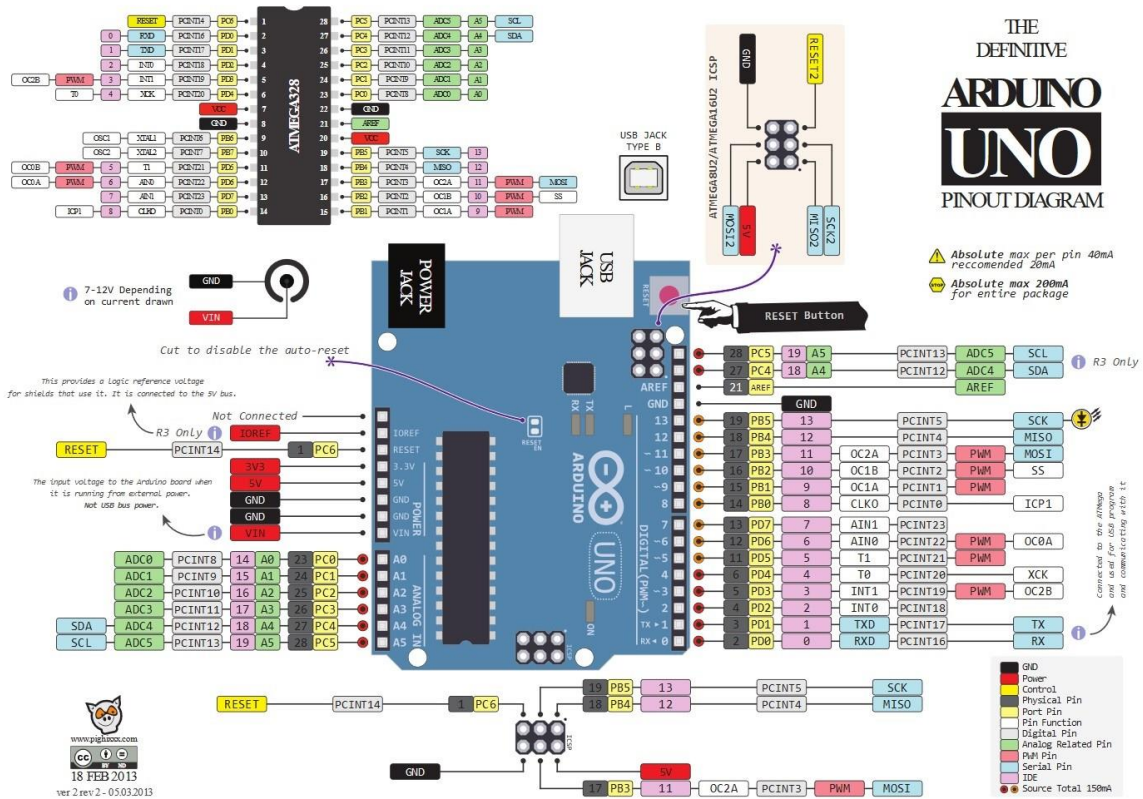 THE
DEFINITIVE
ARDUINO
UNO
PINOUT DIAGRAM
Absolute max per pin 40mA
reccomended 20mA
STOP
Absolute max 200mA
for entire package
ATMEGA328
RESET PCINT14 PC6 1
0 RXD PCINT16 PD0 2
1 TXD PCINT17 PD1 3
2 INT0 PCINT18 PD2 4
OC2B PWM 3 INT1 PCINT19 PD3 5
T0 4 XCK PCINT20 PD4 6
VCC 7
GND 8
OSC1 XTAL1 PCINT6 PB6 9
OSC2 XTAL2 PCINT7 PB7 10
OC0B PWM 5 T1 PCINT21 PD5 11
OC0A PWM 6 AIN0 PCINT22 PD6 12
7 AIN1 PCINT23 PD7 13
ICP1 8 CLKO PCINT0 PB0 14
28 PC5 PCINT13 ADC5 A5 SCL
27 PC4 PCINT12 ADC4 A4 SDA
26 PC3 PCINT11 ADC3 A3
25 PC2 PCINT10 ADC2 A2
24 PC1 PCINT9 ADC1 A1
23 PC0 PCINT8 ADC0 A0
22 GND
21 AREF
20 VCC
19 PB5 PCINT5 SCK 13
18 PB4 PCINT4 MISO 12
17 PB3 PCINT3 OC2A 11 PWM MOSI
16 PB2 PCINT2 OC1B 10 PWM SS
15 PB1 PCINT1 OC1A 9 PWM
USB JACK
TYPE B
ATMEGA8U2/ATMEGA16U2 ICSP
GND
RESET2
MOSI2
5V
MISO2
SCK2
7-12V Depending
on current drawn
GND
VIN
POWER
JACK
USB
JACK
RESET
RESET Button
Cut to disable the auto-reset
This provides a logic reference voltage
for shields that use it. It is connected to the 5V bus.
Not Connected
R3 Only IOREF
RESET PCINT14 1 PC6
3V3
5V
GND
GND
VIN
The input voltage to the Arduino board when
it is running from external power.
Not USB bus power.
ADC0 PCINT8 14 A0 23 PC0
ADC1 PCINT9 15 A1 24 PC1
ADC2 PCINT10 16 A2 25 PC2
ADC3 PCINT11 17 A3 26 PC3
SDA ADC4 PCINT12 18 A4 27 PC4
SCL ADC5 PCINT13 19 A5 28 PC5
IOREF
RESET
3.3V
5V
GND
GND
VIN
POWER
A0
A1
A2
A3
A4
A5
ANALOG IN
RX
TX
L
RESET
EN
ARDUINO
UNO
ON
ICSP
AREF
GND
13
12
~11
~10
~9
8
7
~6
~5
4
~3
2
TX 1
RX 0
DIGITAL (PWM~)
28 PC5 19 A5 PCINT13 ADC5 SCL
R3 Only
27 PC4 18 A4 PCINT12 ADC4 SDA
21 AREF AREF
GND
19 PB5 13 PCINT5 SCK
18 PB4 12 PCINT4 MISO
17 PB3 11 OC2A PCINT3 PWM MOSI
16 PB2 10 OC1B PCINT2 PWM SS
15 PB1 9 OC1A PCINT1 PWM
14 PB0 8 CLKO PCINT0 ICP1
13 PD7 7 AIN1 PCINT23
12 PD6 6 AIN0 PCINT22 PWM OC0A
11 PD5 5 T1 PCINT21 PWM
6 PD4 4 T0 PCINT20 XCK
5 PD3 3 INT1 PCINT19 PWM OC2B
4 PD2 2 INT0 PCINT18
3 PD1 1 TXD PCINT17 TX
2 PD0 0 RXD PCINT16 RX
Connected to the ATMega
and used for USB program
and communicating with it
RESET PCINT14 1 PC6
19 PB5 13 PCINT5 SCK
18 PB4 12 PCINT4 MISO
ICSP
GND
5V
17 PB3 11 OC2A PCINT3 PWM MOSI
GND
Power
Control
Physical Pin
Port Pin
Pin Function
Digital Pin
Analog Related Pin
PWM Pin
Serial Pin
IDE
Source Total 150mA
www.pighixxx.com
cc
BY ND
18 FEB 2013
ver 2 rev 2 - 05.03.2013